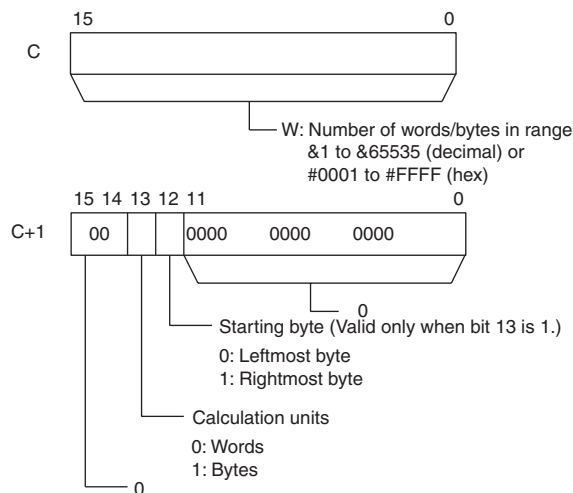 15 0
C
W: Number of words/bytes in range
&1 to &65535 (decimal) or
#0001 to #FFFF (hex)
15 14 13 12 11 0
C+1 00 0000 0000 0000
0
Starting byte (Valid only when bit 13 is 1.)
0: Leftmost byte
1: Rightmost byte
Calculation units
0: Words
1: Bytes
0